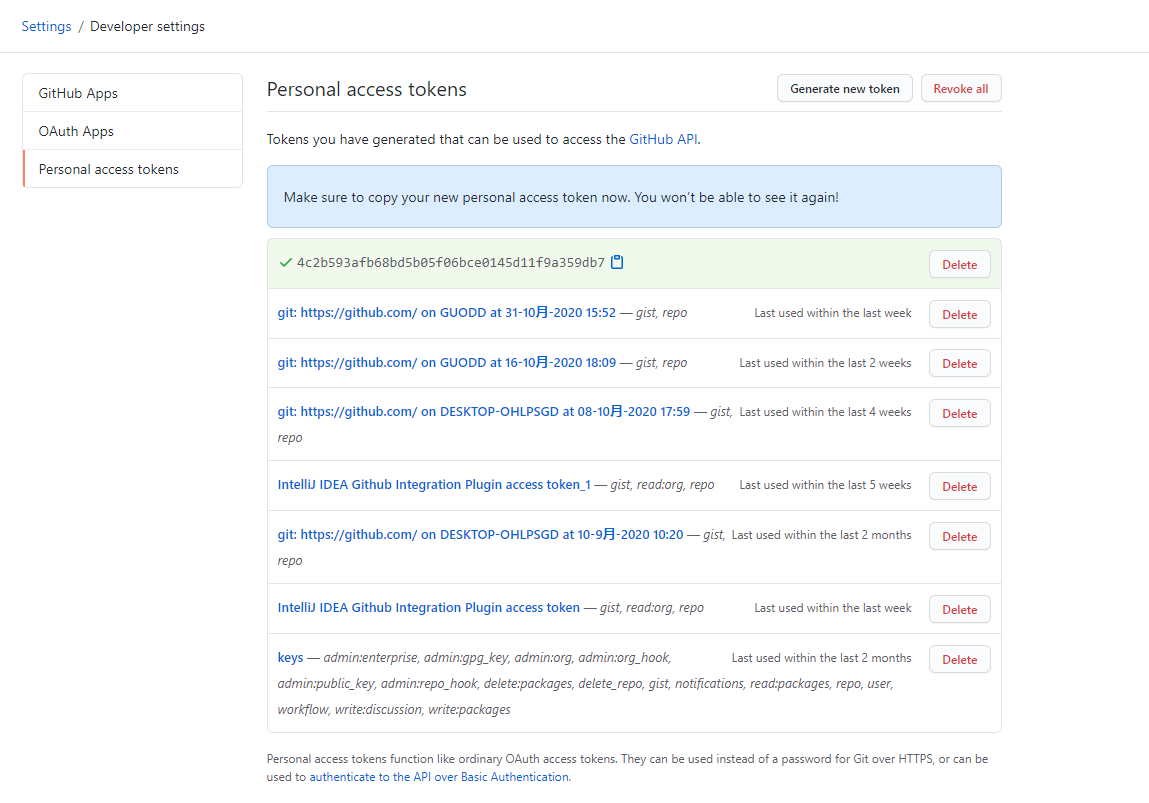 Settings / Developer settings
GitHub Apps
OAuth Apps
Personal access tokens
Personal access tokens
Generate new token
Revoke all
Tokens you have generated that can be used to access the GitHub API.
Make sure to copy your new personal access token now. You won't be able to see it again!
4c2b593afb68bd5b05f06bce0145d11f9a359db7
Delete
git: https://github.com/ on GUODD at 31-10月-2020 15:52 — gist, repo
Last used within the last week
Delete
git: https://github.com/ on GUODD at 16-10月-2020 18:09 — gist, repo
Last used within the last 2 weeks
Delete
git: https://github.com/ on DESKTOP-OHLPSGD at 08-10月-2020 17:59 — gist,
repo
Last used within the last 4 weeks
Delete
IntelliJ IDEA Github Integration Plugin access token_1 — gist, read:org, repo
Last used within the last 5 weeks
Delete
git: https://github.com/ on DESKTOP-OHLPSGD at 10-9月-2020 10:20 — gist,
repo
Last used within the last 2 months
Delete
IntelliJ IDEA Github Integration Plugin access token — gist, read:org, repo
Last used within the last week
Delete
keys — admin:enterprise, admin:gpg_key, admin:org, admin:org_hook,
admin:public_key, admin:repo_hook, delete:packages, delete_repo, gist, notifications, read:packages, repo, user,
workflow, write:discussion, write:packages
Last used within the last 2 months
Delete
Personal access tokens function like ordinary OAuth access tokens. They can be used instead of a password for Git over HTTPS, or can be
used to authenticate to the API over Basic Authentication.